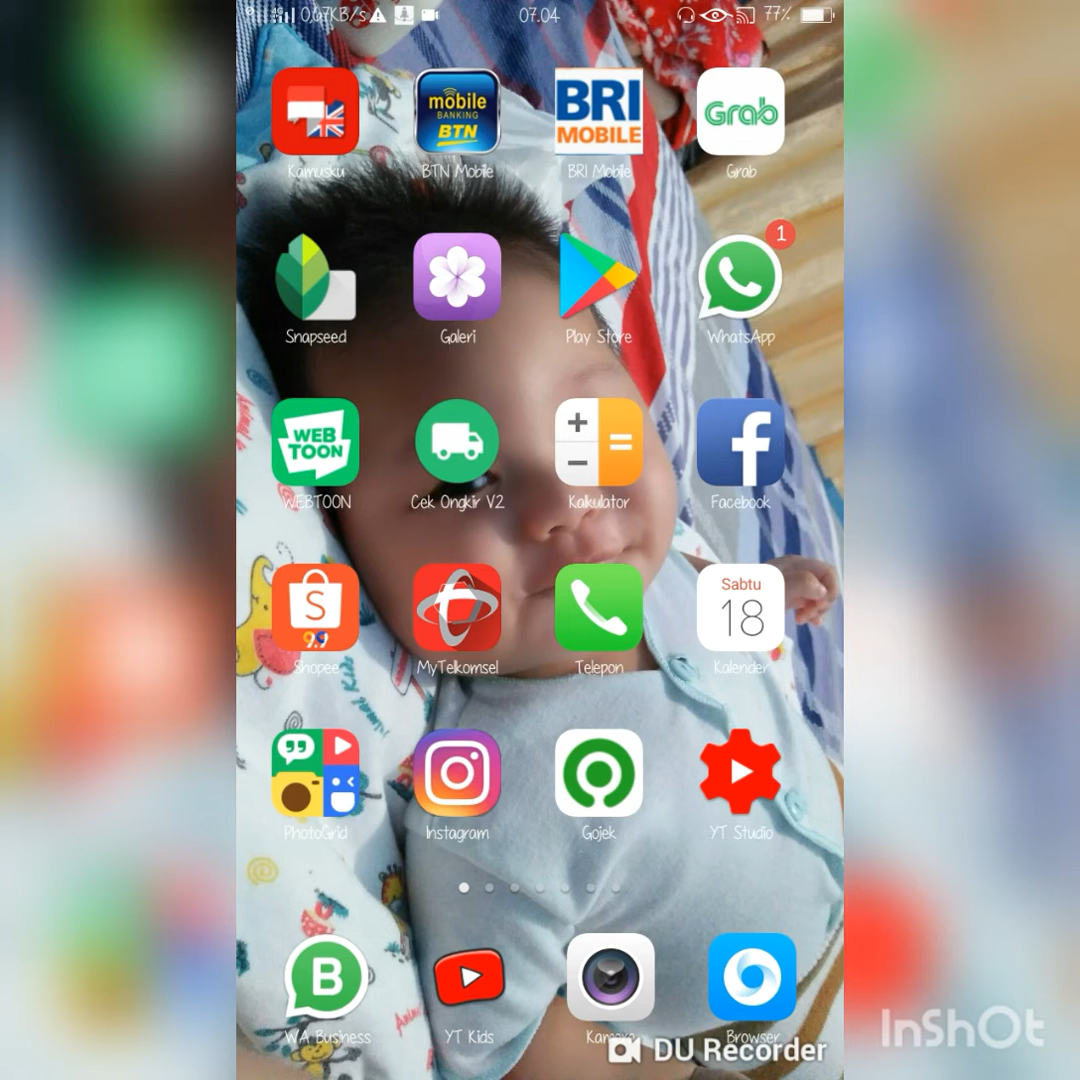 0,07KB/s
07.04
77%
mobile
BANKING
BTN
BRI
MOBILE
Grab
Kamusku
BTN Mobile
BRI Mobile
Grab
1
Snapseed
Galeri
Play Store
WhatsApp
WEB
TOON
WEBTOON
Cek Ongkir V2
Kalkulator
Facebook
S
9.9
Sabtu
18
Shopee
MyTelkomsel
Telepon
Kalender
PhotoGrid
Instagram
Gojek
YT Studio
B
WA Business
YT Kids
Kamera
Browser
DU Recorder
InShOt